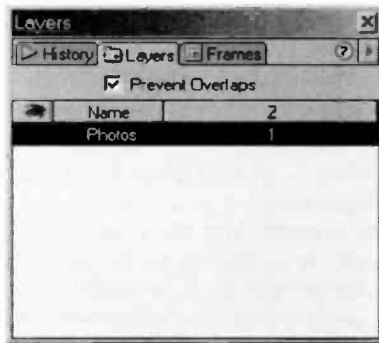 Layers
History Layers Frames ?
Prevent Overlaps
Name Z
Photos 1